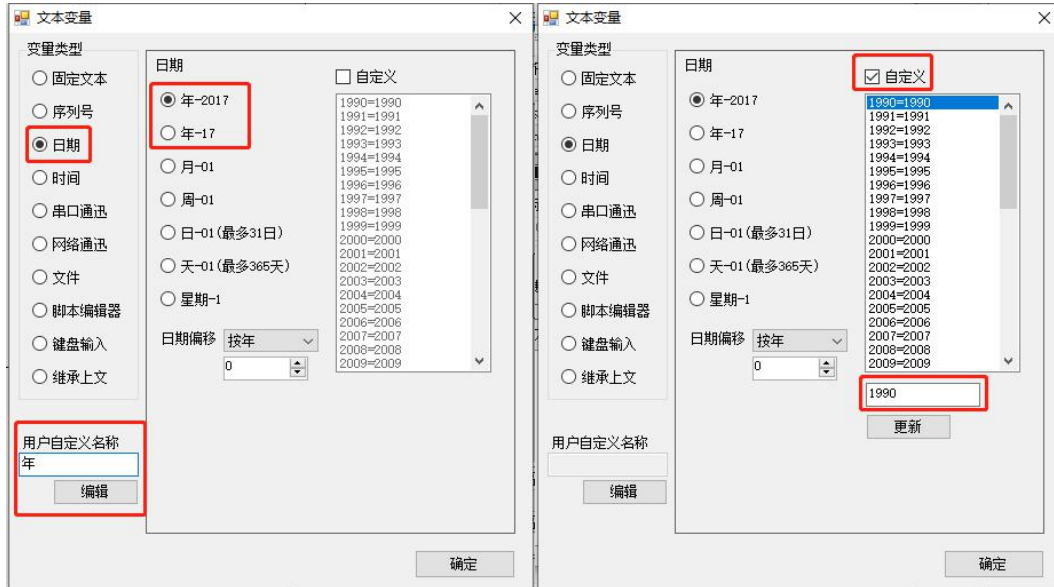 文本变量
变量类型
固定文本
序列号
日期
时间
串口通迅
网络通迅
文件
脚本编辑器
键盘输入
继承上文
用户自定义名称
年
编辑
日期
年-2017
年-17
月-01
周-01
日-01(最多31日)
天-01(最多365天)
星期-1
日期偏移 按年
0
自定义
1990=1990
1991=1991
1992=1992
1993=1993
1994=1994
1995=1995
1996=1996
1997=1997
1998=1998
1999=1999
2000=2000
2001=2001
2002=2002
2003=2003
2004=2004
2005=2005
2006=2006
2007=2007
2008=2008
2009=2009
确定
文本变量
变量类型
固定文本
序列号
日期
时间
串口通迅
网络通迅
文件
脚本编辑器
键盘输入
继承上文
用户自定义名称
编辑
日期
年-2017
年-17
月-01
周-01
日-01(最多31日)
天-01(最多365天)
星期-1
日期偏移 按年
0
自定义
1990=1990
1991=1991
1992=1992
1993=1993
1994=1994
1995=1995
1996=1996
1997=1997
1998=1998
1999=1999
2000=2000
2001=2001
2002=2002
2003=2003
2004=2004
2005=2005
2006=2006
2007=2007
2008=2008
2009=2009
1990
更新
确定